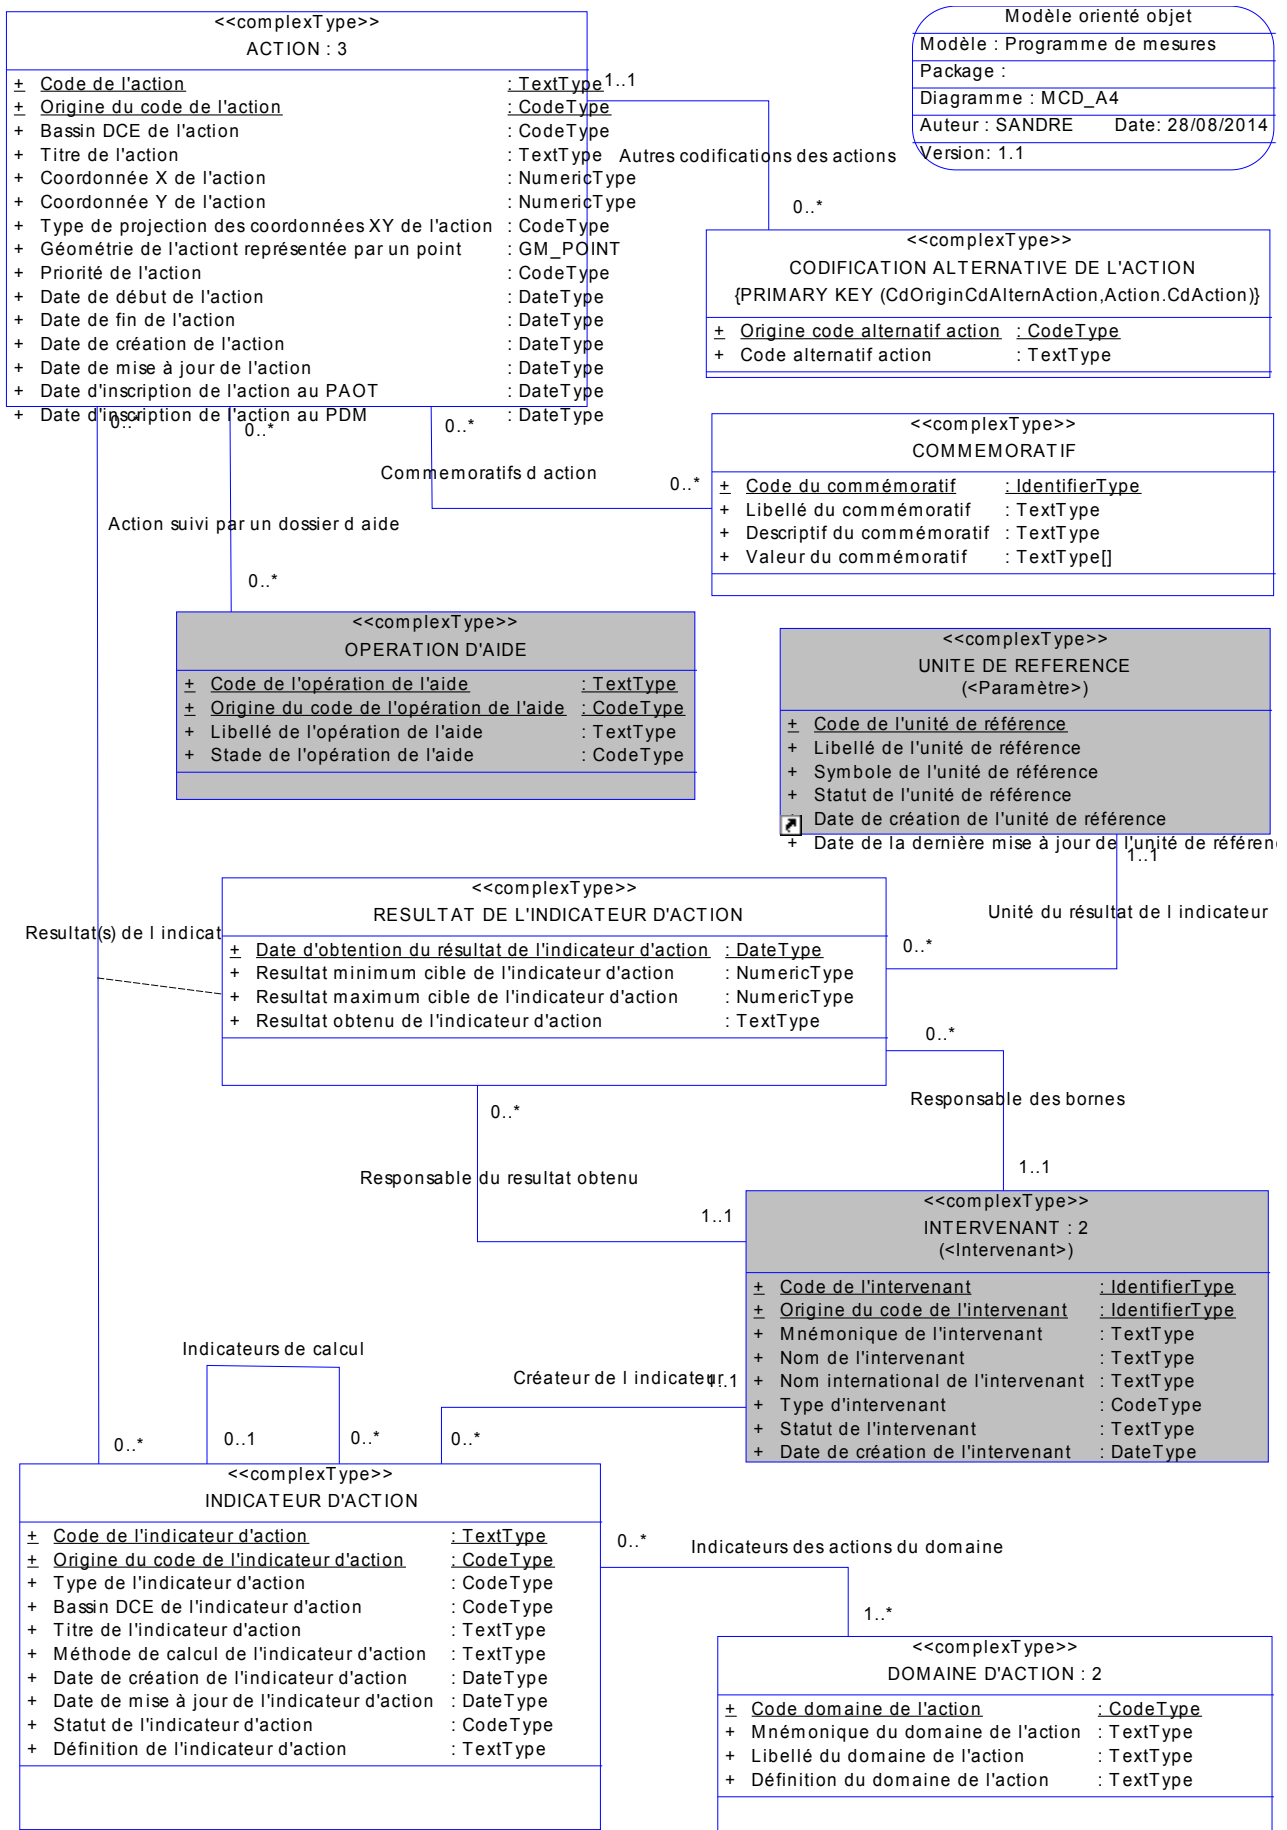 <<complexType>>
ACTION : 3
+ Code de l'action : TextType
+ Origine du code de l'action : CodeType
+ Bassin DCE de l'action : CodeType
+ Titre de l'action : TextType
+ Coordonnée X de l'action : NumericType
+ Coordonnée Y de l'action : NumericType
+ Type de projection des coordonnées XY de l'action : CodeType
+ Géométrie de l'actiont représentée par un point : GM_POINT
+ Priorité de l'action : CodeType
+ Date de début de l'action : DateType
+ Date de fin de l'action : DateType
+ Date de création de l'action : DateType
+ Date de mise à jour de l'action : DateType
+ Date d'inscription de l'action au PAOT : DateType
+ Date d'inscription de l'action au PDM : DateType
Modèle orienté objet
Modèle : Programme de mesures
Package :
Diagramme : MCD_A4
Auteur : SANDRE Date: 28/08/2014
Version: 1.1
1..1
Autres codifications des actions
0..*
<<complexType>>
CODIFICATION ALTERNATIVE DE L'ACTION
{PRIMARY KEY (CdOriginCdAlternAction,Action.CdAction)}
+ Origine code alternatif action : CodeType
+ Code alternatif action : TextType
0..*
0..*
0..*
Commemoratifs d action
0..*
<<complexType>>
COMMEMORATIF
+ Code du commémoratif : IdentifierType
+ Libellé du commémoratif : TextType
+ Descriptif du commémoratif : TextType
+ Valeur du commémoratif : TextType[]
Action suivi par un dossier d aide
0..*
<<complexType>>
OPERATION D'AIDE
+ Code de l'opération de l'aide : TextType
+ Origine du code de l'opération de l'aide : CodeType
+ Libellé de l'opération de l'aide : TextType
+ Stade de l'opération de l'aide : CodeType
<<complexType>>
UNITE DE REFERENCE
(<Paramètre>)
+ Code de l'unité de référence
+ Libellé de l'unité de référence
+ Symbole de l'unité de référence
+ Statut de l'unité de référence
Date de création de l'unité de référence
+ Date de la dernière mise à jour de l'unité de référen
1..1
Unité du résultat de l indicateur
0..*
Resultat(s) de l indicat
<<complexType>>
RESULTAT DE L'INDICATEUR D'ACTION
+ Date d'obtention du résultat de l'indicateur d'action : DateType
+ Resultat minimum cible de l'indicateur d'action : NumericType
+ Resultat maximum cible de l'indicateur d'action : NumericType
+ Resultat obtenu de l'indicateur d'action : TextType
0..*
Responsable des bornes
1..1
0..*
Responsable du resultat obtenu
1..1
<<complexType>>
INTERVENANT : 2
(<Intervenant>)
+ Code de l'intervenant : IdentifierType
+ Origine du code de l'intervenant : IdentifierType
+ Mnémonique de l'intervenant : TextType
+ Nom de l'intervenant : TextType
+ Nom international de l'intervenant : TextType
+ Type d'intervenant : CodeType
+ Statut de l'intervenant : TextType
+ Date de création de l'intervenant : DateType
Indicateurs de calcul
Créateur de l indicateur
1..1
0..*
0..1
0..*
0..*
<<complexType>>
INDICATEUR D'ACTION
+ Code de l'indicateur d'action : TextType
+ Origine du code de l'indicateur d'action : CodeType
+ Type de l'indicateur d'action : CodeType
+ Bassin DCE de l'indicateur d'action : CodeType
+ Titre de l'indicateur d'action : TextType
+ Méthode de calcul de l'indicateur d'action : TextType
+ Date de création de l'indicateur d'action : DateType
+ Date de mise à jour de l'indicateur d'action : DateType
+ Statut de l'indicateur d'action : CodeType
+ Définition de l'indicateur d'action : TextType
0..*
Indicateurs des actions du domaine
1..*
<<complexType>>
DOMAINE D'ACTION : 2
+ Code domaine de l'action : CodeType
+ Mnémonique du domaine de l'action : TextType
+ Libellé du domaine de l'action : TextType
+ Définition du domaine de l'action : TextType